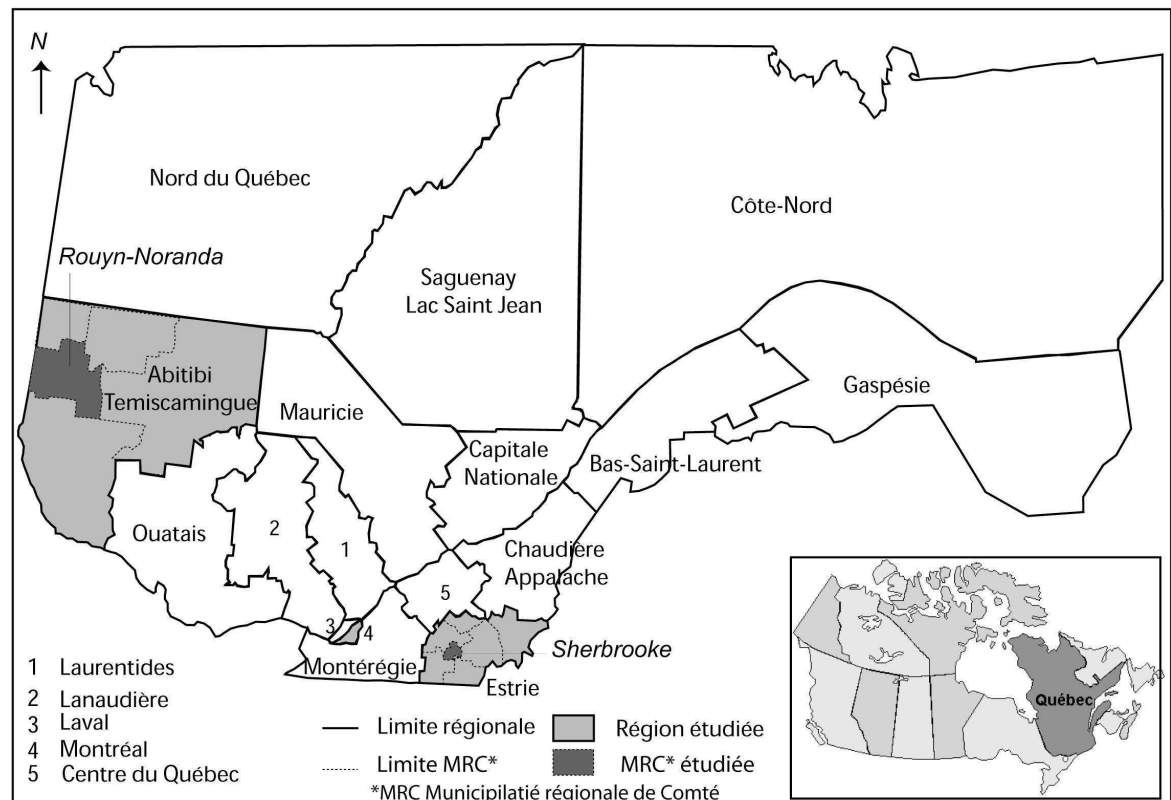 N
Nord du Québec
Côte-Nord
Rouyn-Noranda
Saguenay
Lac Saint Jean
Abitibi
Temiscamingue
Mauricie
Gaspésie
Capitale
Nationale
Bas-Saint-Laurent
Ouatais
2
1
Chaudière
Appalache
5
3
4
Montérégie
Sherbrooke
Estrie
Québec
1 Laurentides
2 Lanaudière
3 Laval
4 Montréal
5 Centre du Québec
Limite régionale
Région étudiée
Limite MRC*
MRC* étudiée
*MRC Municipilatié régionale de Comté